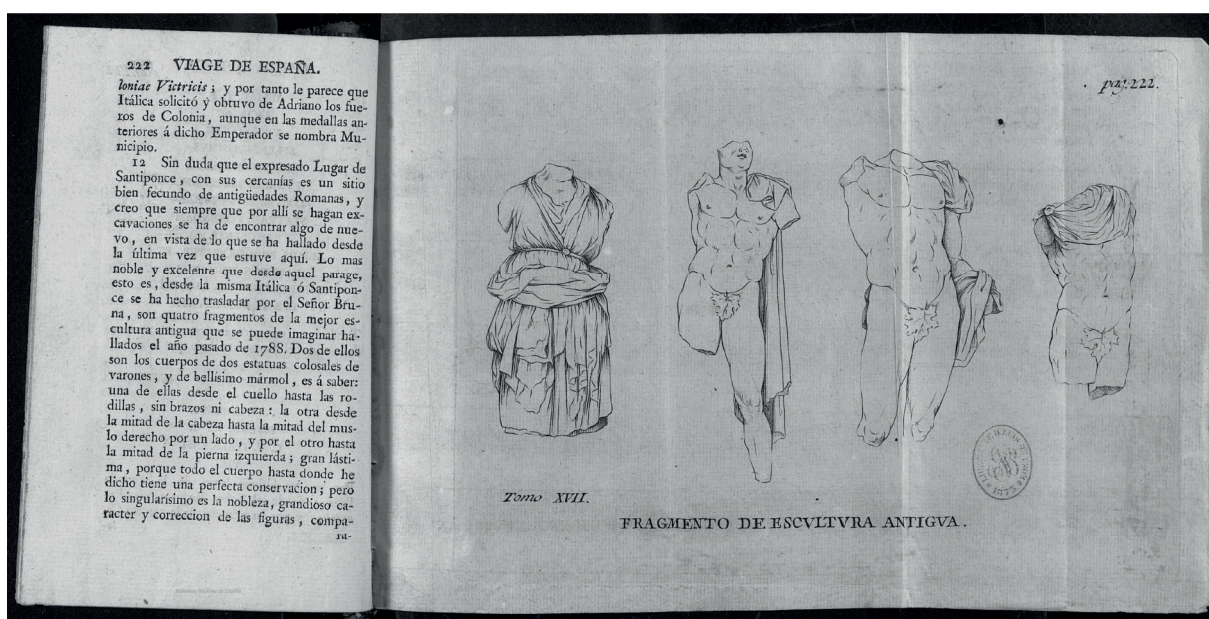 222 VIAGE DE ESPAÑA.
loniae Victricis ; y por tanto le parece que
Itálica solicitó ý obtuvo de Adriano los fue-
ros de Colonia, aunque en las medallas an-
teriores á dicho Emperador se nombra Mu-
nicipio.
12 Sin duda que el expresado Lugar de
Santiponce, con sus cercanías es un sitio
bien fecundo de antigüedades Romanas, y
creo que siempre que por allí se hagan ex-
cavaciones se ha de encontrar algo de nue-
vo, en vista de lo que se ha hallado desde
la última vez que estuve aquí. Lo mas
noble y excelente que desde aquel parage,
esto es, desde la misma Itálica ó Santipon-
ce se ha hecho trasladar por el Señor Bru-
na, son quatro fragmentos de la mejor es-
cultura antigua que se puede imaginar ha-
llados el año pasado de 1788. Dos de ellos
son los cuerpos de dos estatuas colosales de
varones, y de bellísimo mármol, es á saber:
una de ellas desde el cuello hasta las ro-
dillas, sin brazos ni cabeza : la otra desde
la mitad de la cabeza hasta la mitad del mus-
lo derecho por un lado, y por el otro hasta
la mitad de la pierna izquierda ; gran lásti-
ma, porque todo el cuerpo hasta donde he
dicho tiene una perfecta conservacion ; pero
lo singularísimo es la nobleza, grandioso ca-
racter y correccion de las figuras, compa-
ra-
pag. 222.
Tomo XVII.
FRAGMENTO DE ESCVLTVRA ANTIGVA.
1873